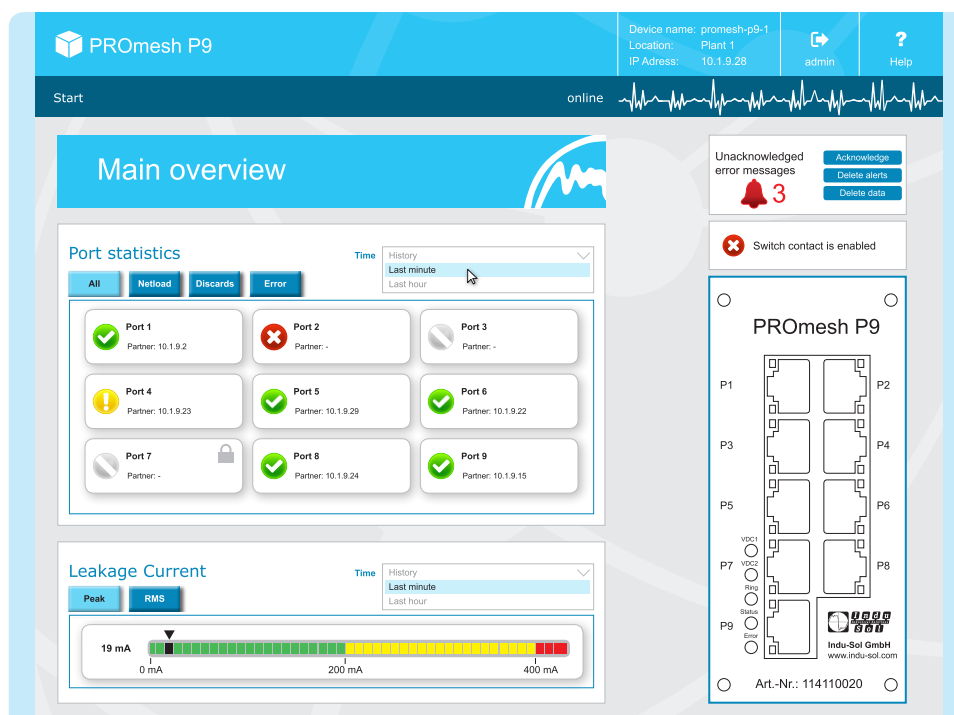 PROmesh P9
Device name: promesh-p9-1
Location: Plant 1
IP Adress: 10.1.9.28
admin
Help
Start
online
Main overview
Unacknowledged
error messages
3
Acknowledge
Delete alerts
Delete data
Switch contact is enabled
Port statistics
Time
History
Last minute
Last hour
All
Netload
Discards
Error
Port 1
Partner: 10.1.9.2
Port 2
Partner: -
Port 3
Partner: -
Port 4
Partner: 10.1.9.23
Port 5
Partner: 10.1.9.29
Port 6
Partner: 10.1.9.22
Port 7
Partner: -
Port 8
Partner: 10.1.9.24
Port 9
Partner: 10.1.9.15
Leakage Current
Time
History
Last minute
Last hour
Peak
RMS
19 mA
0 mA
200 mA
400 mA
PROmesh P9
P1
P2
P3
P4
P5
P6
VDC1
P7
VDC2
P8
Ring
Status
P9
Error
Indu
Sol
Indu-Sol GmbH
www.indu-sol.com
Art.-Nr.: 114110020